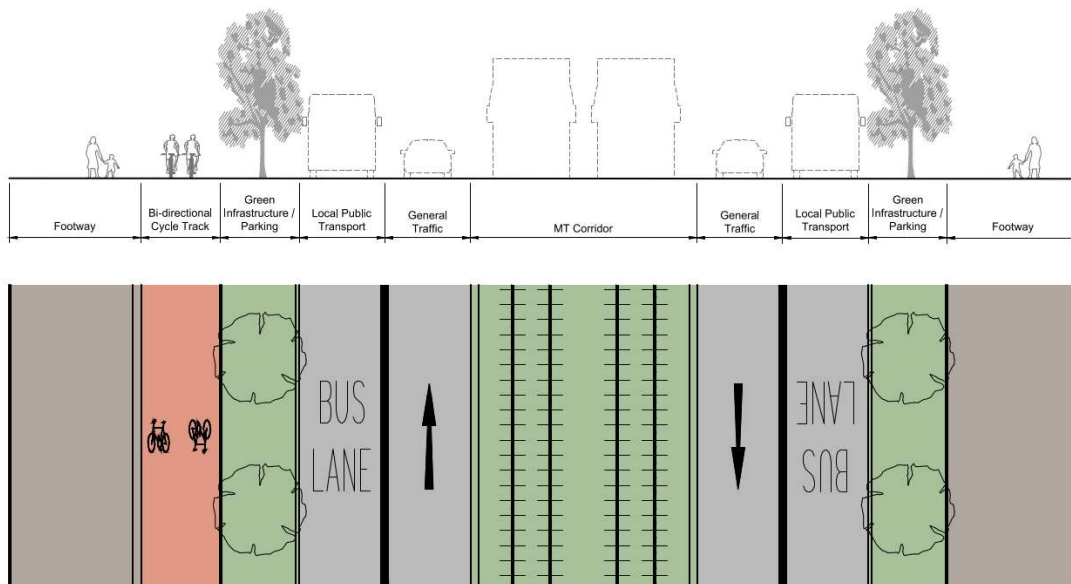 Footway
Bi-directional
Cycle Track
Green
Infrastructure /
Parking
Local Public
Transport
General
Traffic
MT Corridor
General
Traffic
Local Public
Transport
Green
Infrastructure /
Parking
Footway
BUS
LANE
BUS
LANE